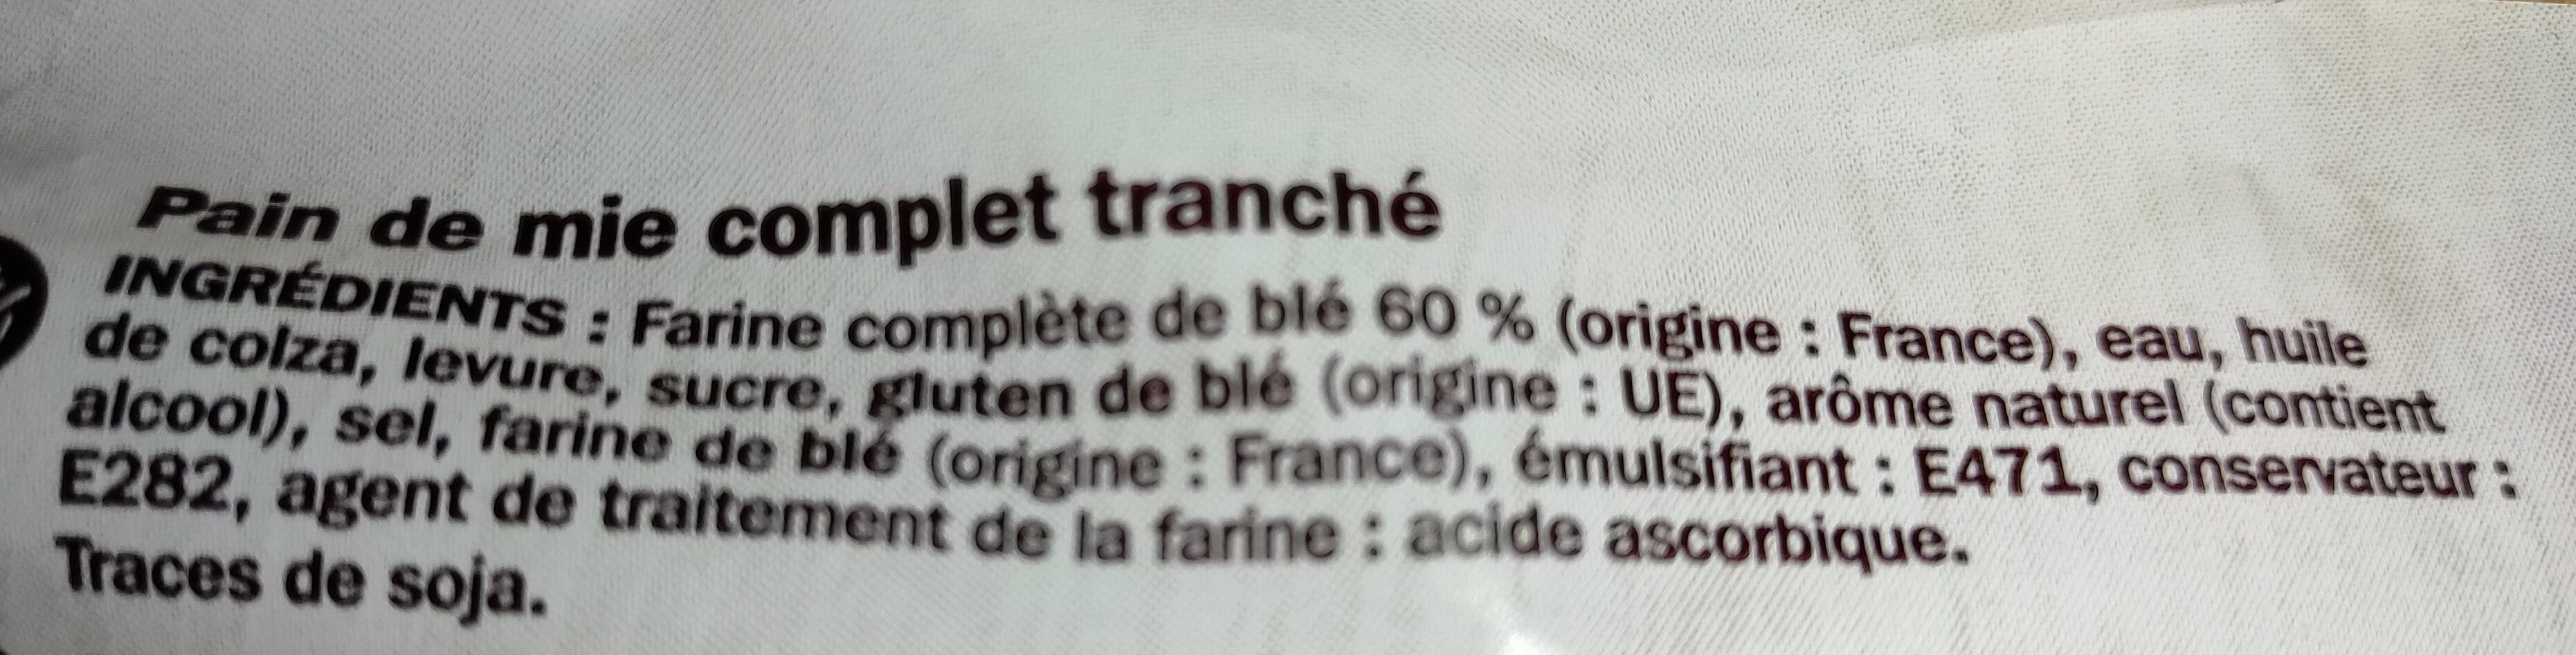 Pain de mie complet tranché
INGRÉDIENTS : Farine complète de blé 60 % (origine : France), eau, huile
de colza, levure, sucre, gluten de blé (origine : UE), arôme naturel (contient
alcool), sel, farine de blé (origine : France), émulsifiant : E471, conservateur :
E282, agent de traitement de la farine : acide ascorbique.
Traces de soja.